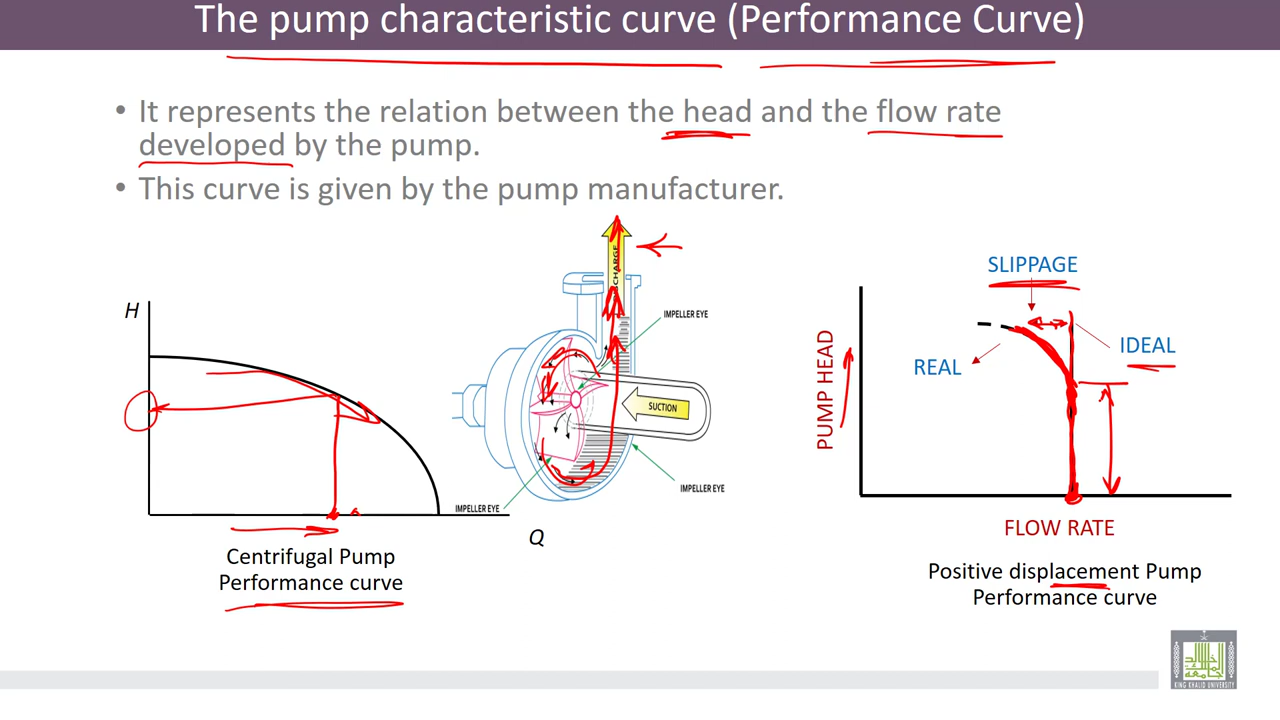 The pump characteristic curve (Performance Curve)
• It represents the relation between the head and the flow rate
developed by the pump.
• This curve is given by the pump manufacturer.
H
Q
Centrifugal Pump
Performance curve
DISCHARGE
IMPELLER EYE
SUCTION
IMPELLER EYE
IMPELLER EYE
SLIPPAGE
IDEAL
REAL
PUMP HEAD
FLOW RATE
Positive displacement Pump
Performance curve
KING KHALID UNIVERSITY